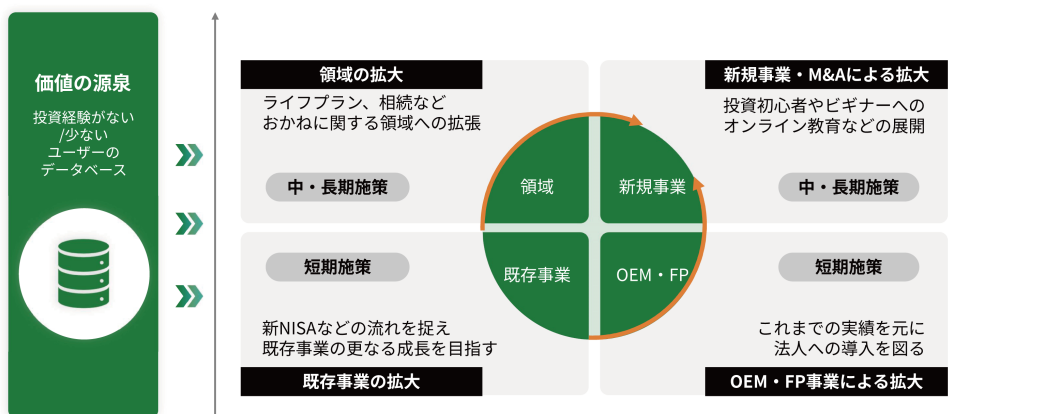 価値の源泉
投資経験がない
/少ない
ユーザーの
データベース
領域の拡大
ライフプラン、相続など
おかねに関する領域への拡張
中・長期施策
新規事業・M&Aによる拡大
投資初心者やビギナーへの
オンライン教育などの展開
中・長期施策
領域
新規事業
既存事業
OEM・FP
短期施策
新NISAなどの流れを捉え
既存事業の更なる成長を目指す
既存事業の拡大
短期施策
これまでの実績を元に
法人への導入を図る
OEM・FP事業による拡大